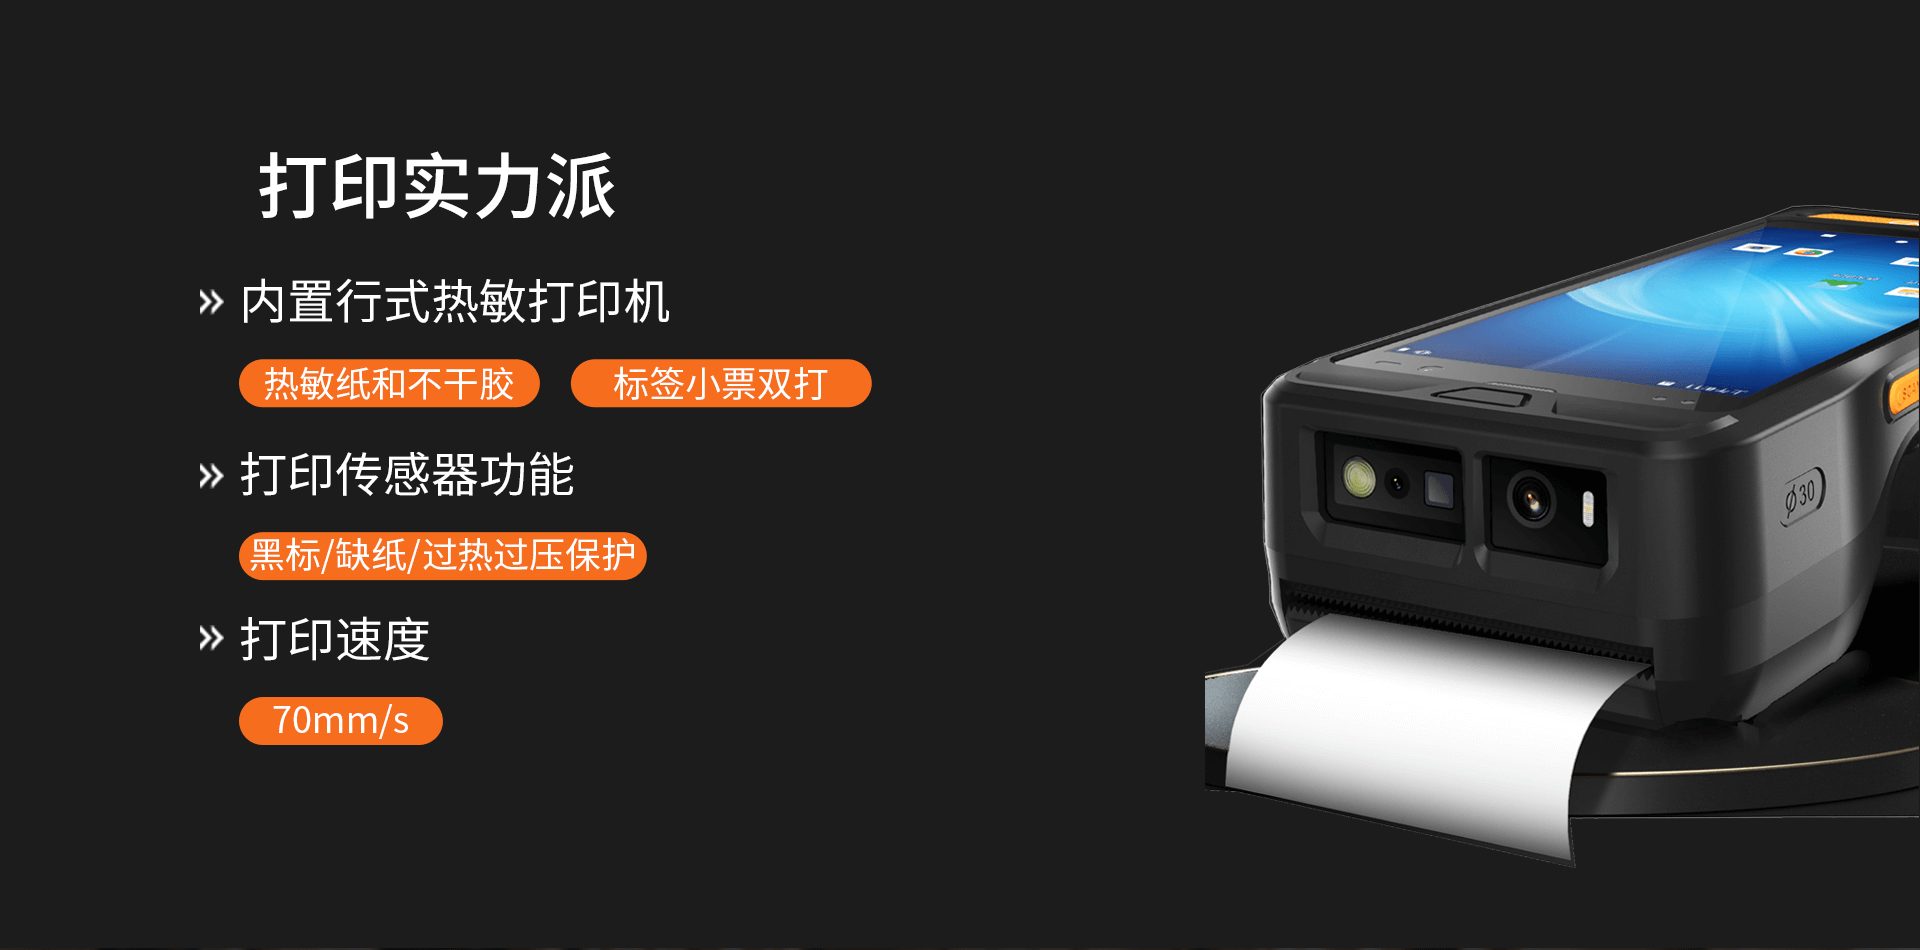 打印实力派
内置行式热敏打印机
热敏纸和不干胶 标签小票双打
打印传感器功能
黑标/缺纸/过热过压保护
打印速度
70mm/s
⌀30
SCAN